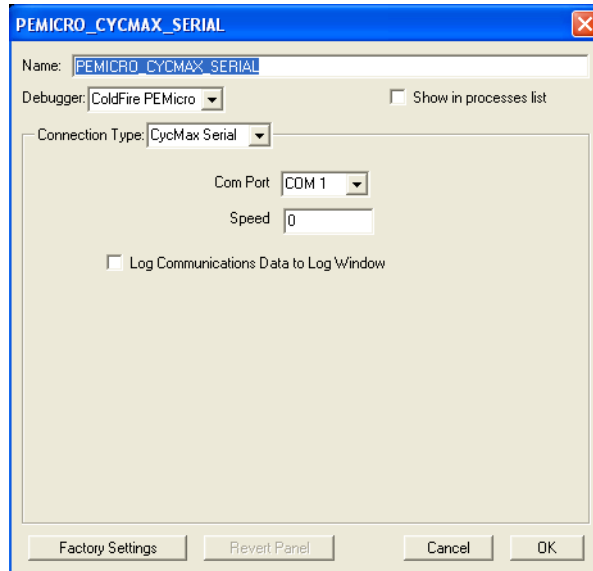 PEMICRO_CYCMAX_SERIAL
Name: PEMICRO_CYCMAX_SERIAL
Debugger: ColdFire PEMicro Show in processes list
Connection Type: CycMax Serial
Com Port COM 1
Speed 0
Log Communications Data to Log Window
Factory Settings Revert Panel Cancel OK